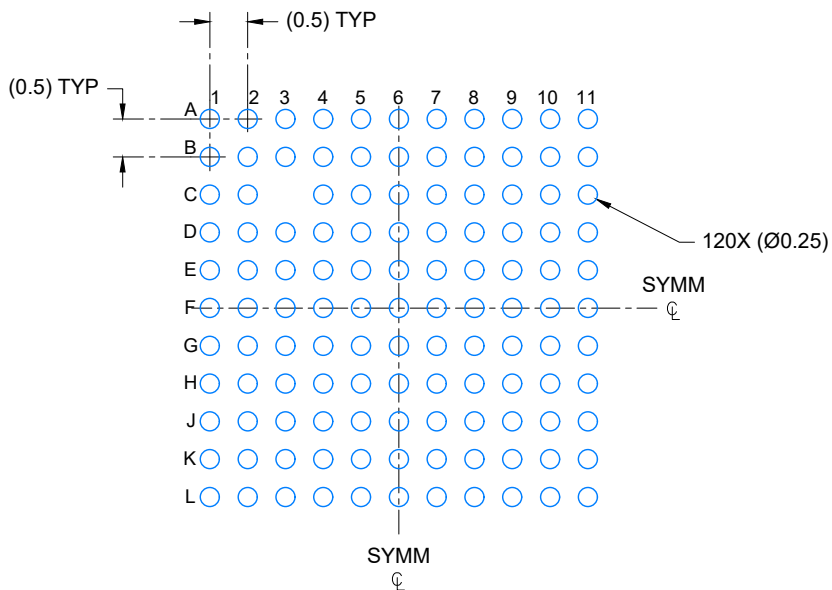 (0.5) TYP
(0.5) TYP
1 2 3 4 5 6 7 8 9 10 11
A
B
C
D
E
F
G
H
J
K
L
120X (Ø0.25)
SYMM
℄
SYMM
℄